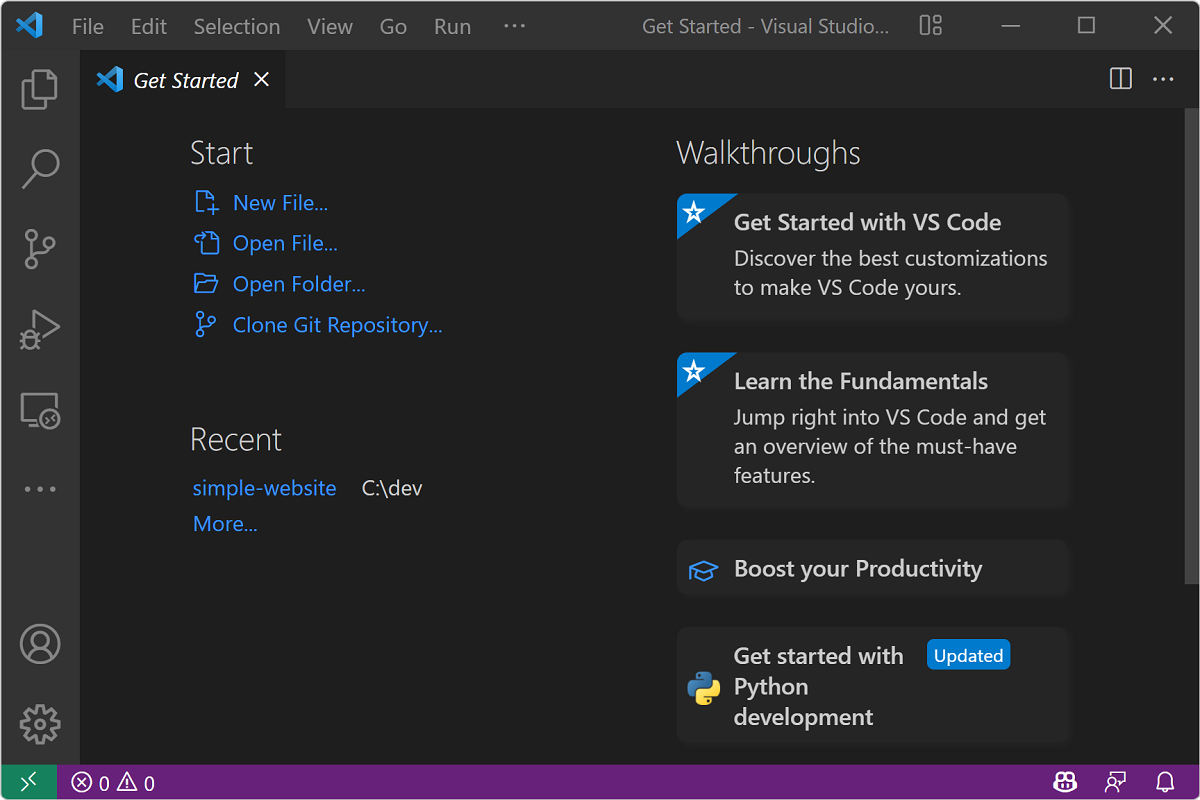 File Edit Selection View Go Run ··· Get Started - Visual Studio...
Get Started
Start
New File...
Open File...
Open Folder...
Clone Git Repository...
Recent
simple-website C:\dev
More...
Walkthroughs
Get Started with VS Code
Discover the best customizations
to make VS Code yours.
Learn the Fundamentals
Jump right into VS Code and get
an overview of the must-have
features.
Boost your Productivity
Get started with Updated
Python
development
0 0